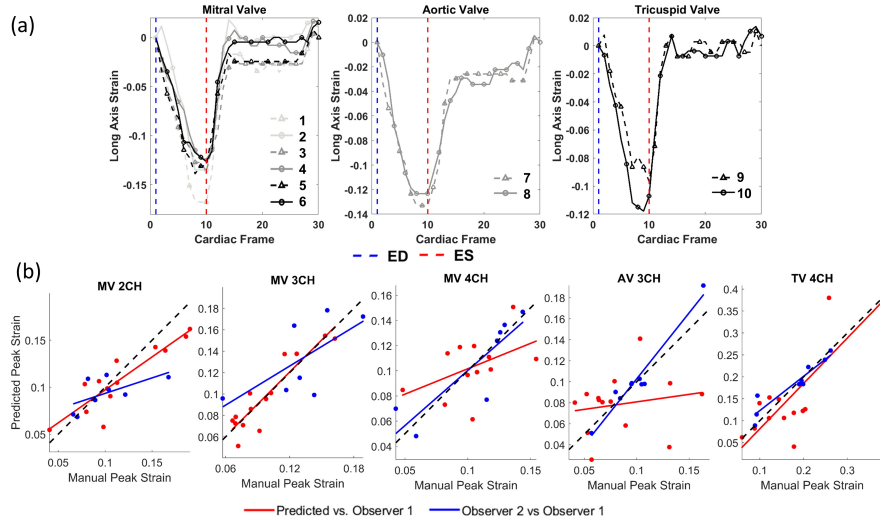 (a)
Mitral Valve
Aortic Valve
Tricuspid Valve
Long Axis Strain
0
-0.05
-0.1
-0.15
0 10 20 30
Cardiac Frame
1
2
3
4
5
6
Long Axis Strain
0.02
0
-0.02
-0.04
-0.06
-0.08
-0.1
-0.12
-0.14
0 10 20 30
Cardiac Frame
7
8
Long Axis Strain
0.02
0
-0.02
-0.04
-0.06
-0.08
-0.1
-0.12
0 10 20 30
Cardiac Frame
9
10
ED ES
(b)
MV 2CH
Predicted Peak Strain
0.15
0.1
0.05
0.05 0.1 0.15
Manual Peak Strain
MV 3CH
0.18
0.16
0.14
0.12
0.1
0.08
0.06
0.06 0.1 0.14 0.18
Manual Peak Strain
MV 4CH
0.16
0.14
0.12
0.1
0.08
0.06
0.04
0.05 0.1 0.15
Manual Peak Strain
AV 3CH
0.18
0.16
0.14
0.12
0.1
0.08
0.06
0.04
0.05 0.1 0.15
Manual Peak Strain
TV 4CH
0.4
0.35
0.3
0.25
0.2
0.15
0.1
0.05
0.1 0.2 0.3
Manual Peak Strain
Predicted vs. Observer 1 Observer 2 vs Observer 1